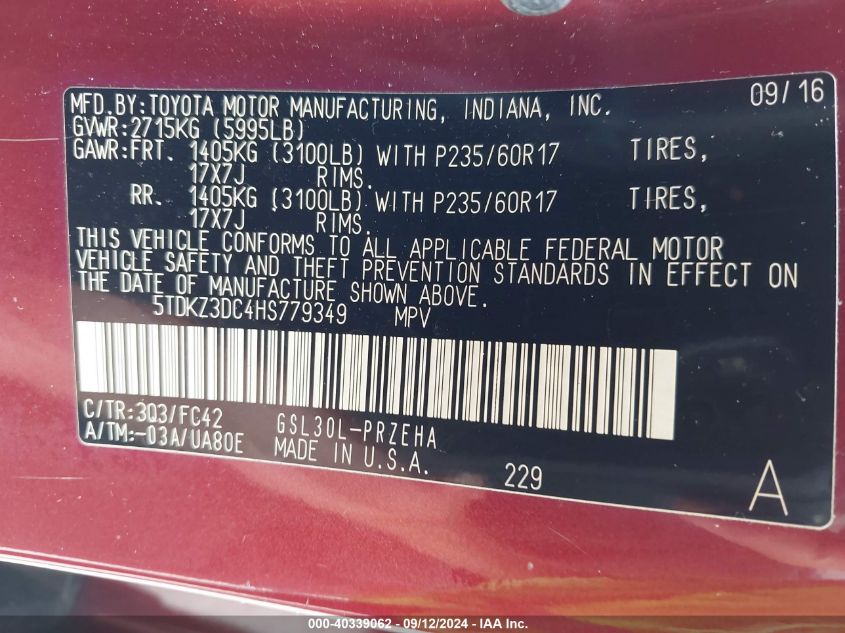 MFD.BY:TOYOTA MOTOR MANUFACTURING, INDIANA, INC. 09/16
GVWR:2715KG (5995LB)
GAWR:FRT. 1405KG (3100LB) WITH P235/60R17 TIRES,
17X7J RIMS.
RR. 1405KG (3100LB) WITH P235/60R17 TIRES,
17X7J RIMS.
THIS VEHICLE CONFORMS TO ALL APPLICABLE FEDERAL MOTOR
VEHICLE SAFETY AND THEFT PREVENTION STANDARDS IN EFFECT ON
THE DATE OF MANUFACTURE SHOWN ABOVE.
5TDKZ3DC4HS779349 MPV
C/TR:3Q3/FC42 GSL30L-PRZEHA
A/TM:-03A/UA80E MADE IN U.S.A. 229 A
000-40339062 - 09/12/2024 - IAA Inc.